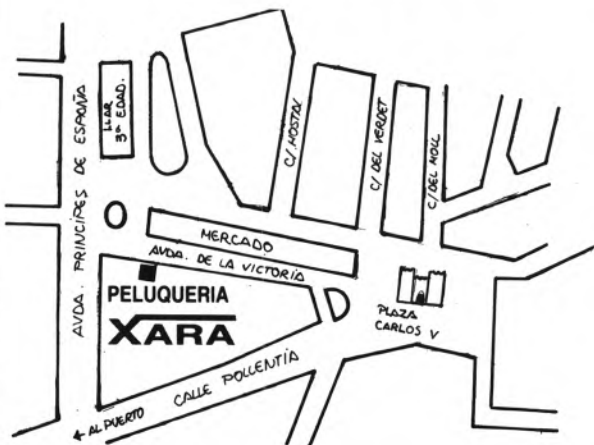 LLAR
3ª EDAD.
AVDA. PRINCIPES DE ESPAÑA
C/. HOSTAL
C/ DEL VERDET
C/ DEL MOLL
MERCADO
AVDA. DE LA VICTORIA
PELUQUERIA
XARA
PLAZA
CARLOS V
CALLE POLLENTIA
← AL PUERTO